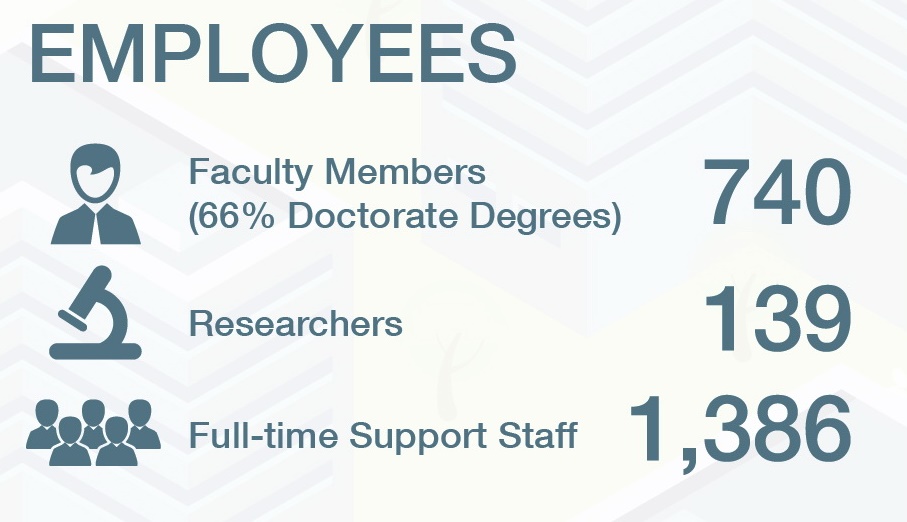 EMPLOYEES
Faculty Members
(66% Doctorate Degrees)
740
Researchers
139
Full-time Support Staff
1,386